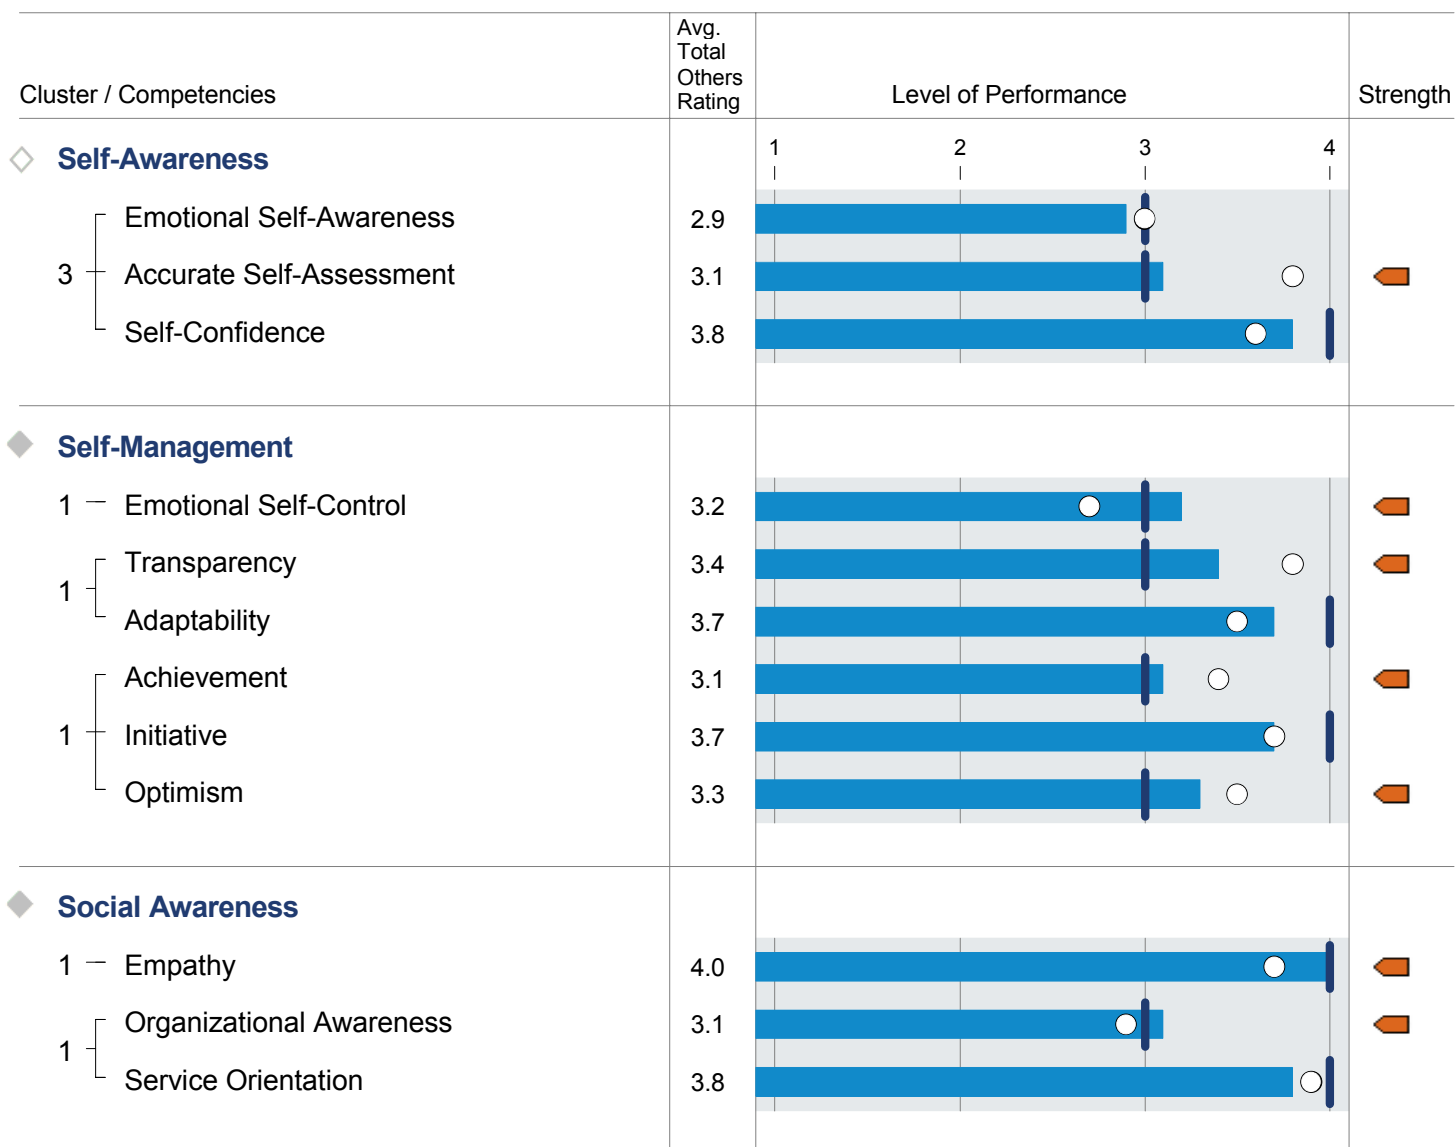 Cluster / Competencies
Avg.
Total
Others
Rating
Level of Performance
Strength
Self-Awareness
1 2 3 4
Emotional Self-Awareness 2.9
3
Accurate Self-Assessment 3.1
Self-Confidence 3.8
Self-Management
1 Emotional Self-Control 3.2
Transparency 3.4
1
Adaptability 3.7
Achievement 3.1
1 Initiative 3.7
Optimism 3.3
Social Awareness
1 Empathy 4.0
Organizational Awareness 3.1
1
Service Orientation 3.8